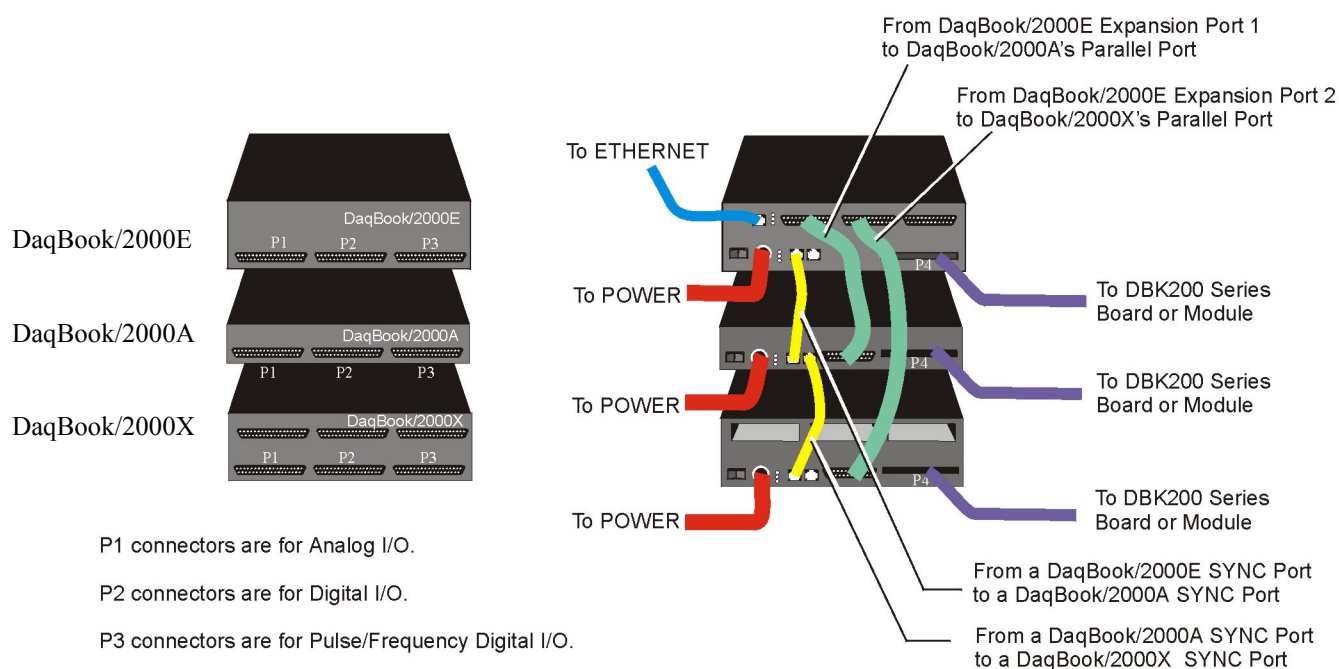 From DaqBook/2000E Expansion Port 1
to DaqBook/2000A's Parallel Port
From DaqBook/2000E Expansion Port 2
to DaqBook/2000X's Parallel Port
To ETHERNET
DaqBook/2000E
DaqBook/2000E
P1 P2 P3
P4
To POWER
To DBK200 Series
Board or Module
DaqBook/2000A
DaqBook/2000A
P1 P2 P3
P4
To POWER
To DBK200 Series
Board or Module
DaqBook/2000X
DaqBook/2000X
P1 P2 P3
P4
To POWER
To DBK200 Series
Board or Module
P1 connectors are for Analog I/O.
P2 connectors are for Digital I/O.
P3 connectors are for Pulse/Frequency Digital I/O.
From a DaqBook/2000E SYNC Port
to a DaqBook/2000A SYNC Port
From a DaqBook/2000A SYNC Port
to a DaqBook/2000X SYNC Port